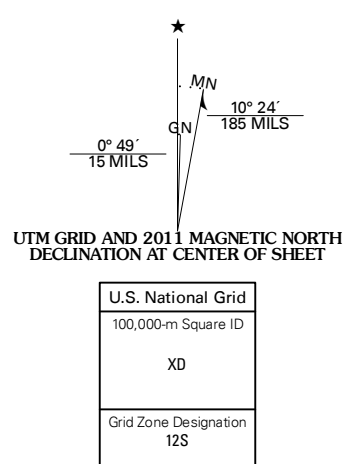 ★
MN
10° 24´
185 MILS
GN
0° 49´
15 MILS
UTM GRID AND 2011 MAGNETIC NORTH
DECLINATION AT CENTER OF SHEET
U.S. National Grid
100,000-m Square ID
XD
Grid Zone Designation
12S